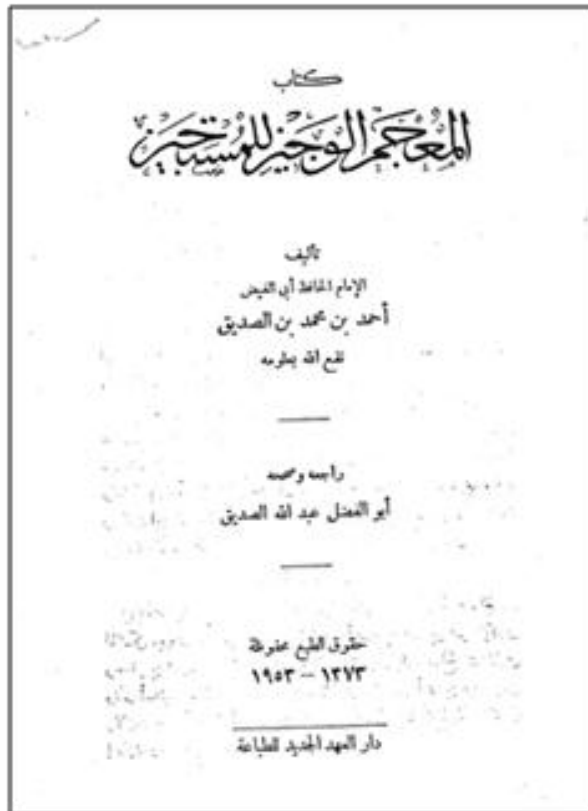 كتاب
المعجم الوجيز للمستجيز
تأليف
الإمام الحافظ أبي الفيض
أحمد بن محمد بن الصديق
نفع الله بعلومه
راجعه وصححه
أبو الفضل عبد الله الصديق
حقوق الطبع محفوظة
١٣٧٣ - ١٩٥٣
دار العهد الجديد للطباعة